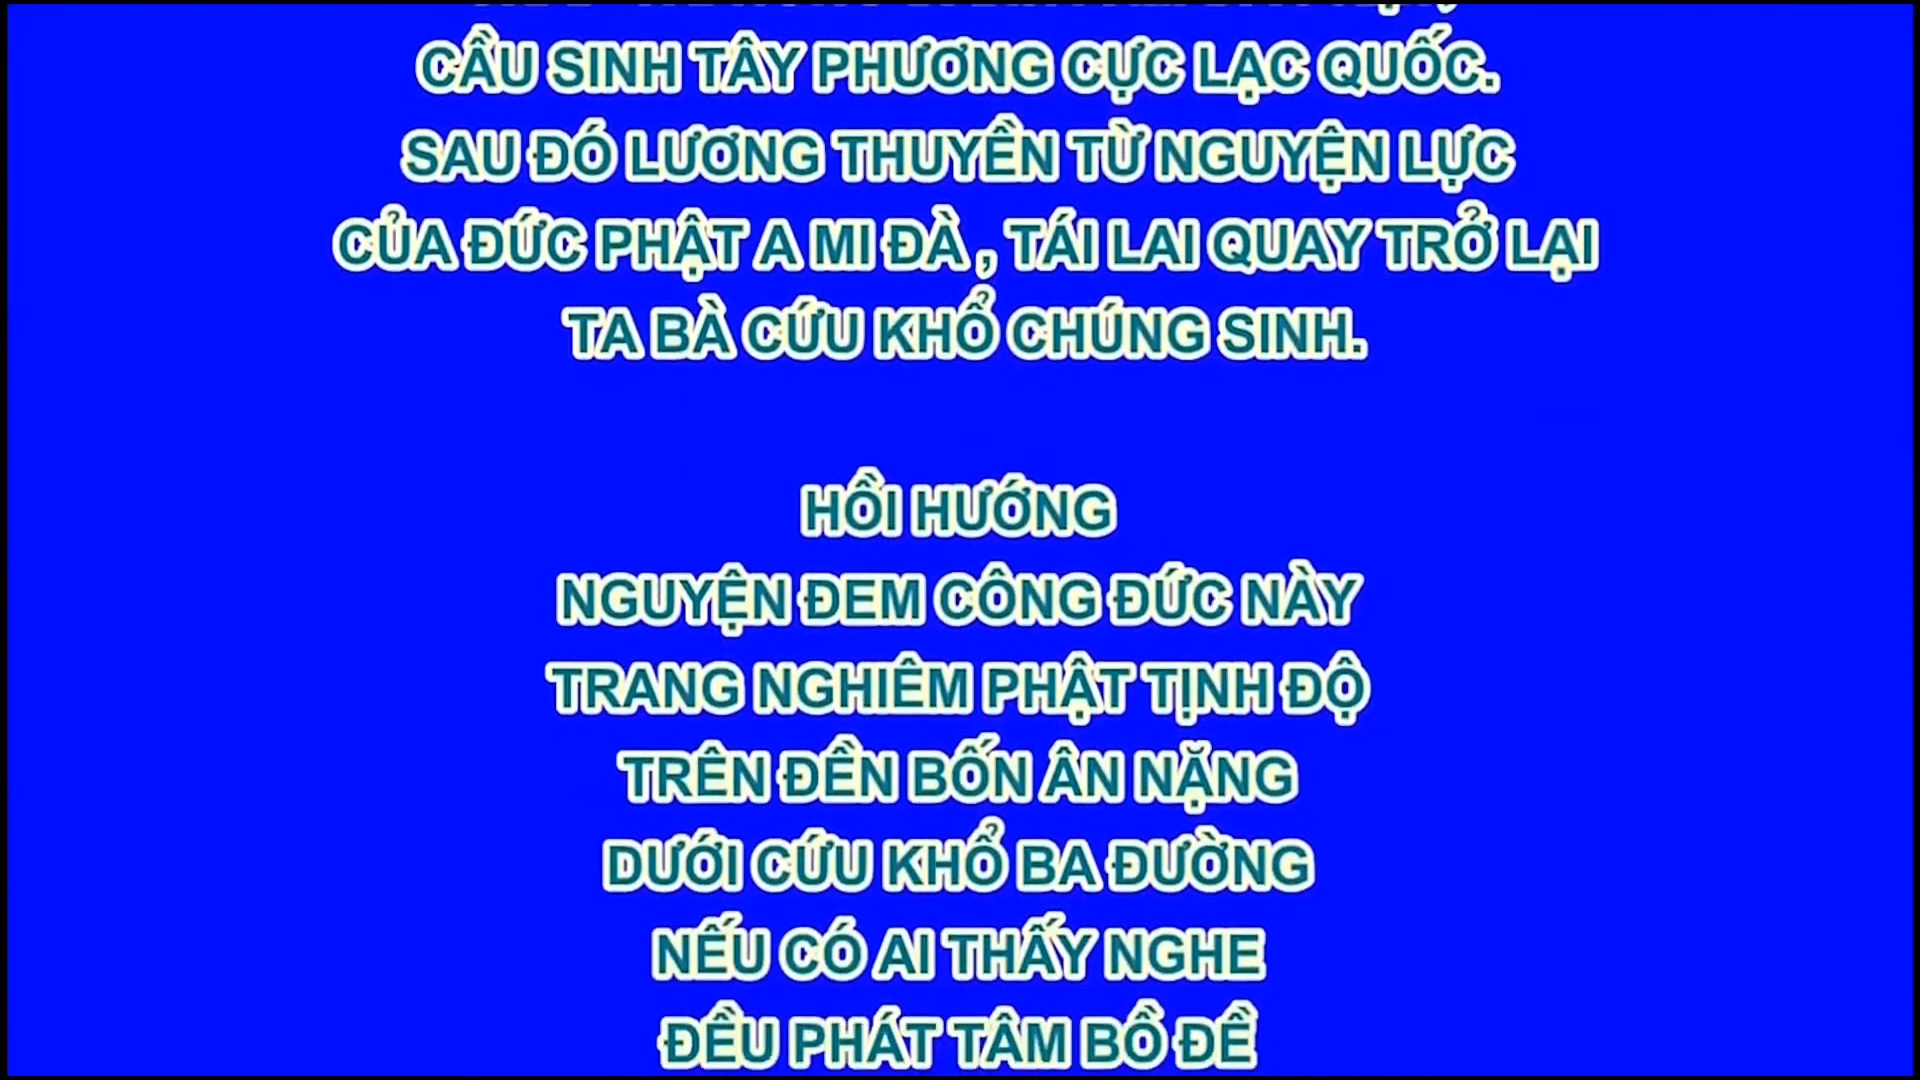 CẦU SINH TÂY PHƯƠNG CỰC LẠC QUỐC.
SAU ĐÓ LƯƠNG THUYỀN TỪ NGUYỆN LỰC
CỦA ĐỨC PHẬT A MI ĐÀ , TÁI LAI QUAY TRỞ LẠI
TA BÀ CỨU KHỔ CHÚNG SINH.
HỒI HƯỚNG
NGUYỆN ĐEM CÔNG ĐỨC NÀY
TRANG NGHIÊM PHẬT TỊNH ĐỘ
TRÊN ĐỀN BỐN ÂN NẶNG
DƯỚI CỨU KHỔ BA ĐƯỜNG
NẾU CÓ AI THẤY NGHE
ĐỀU PHÁT TÂM BỒ ĐỀ